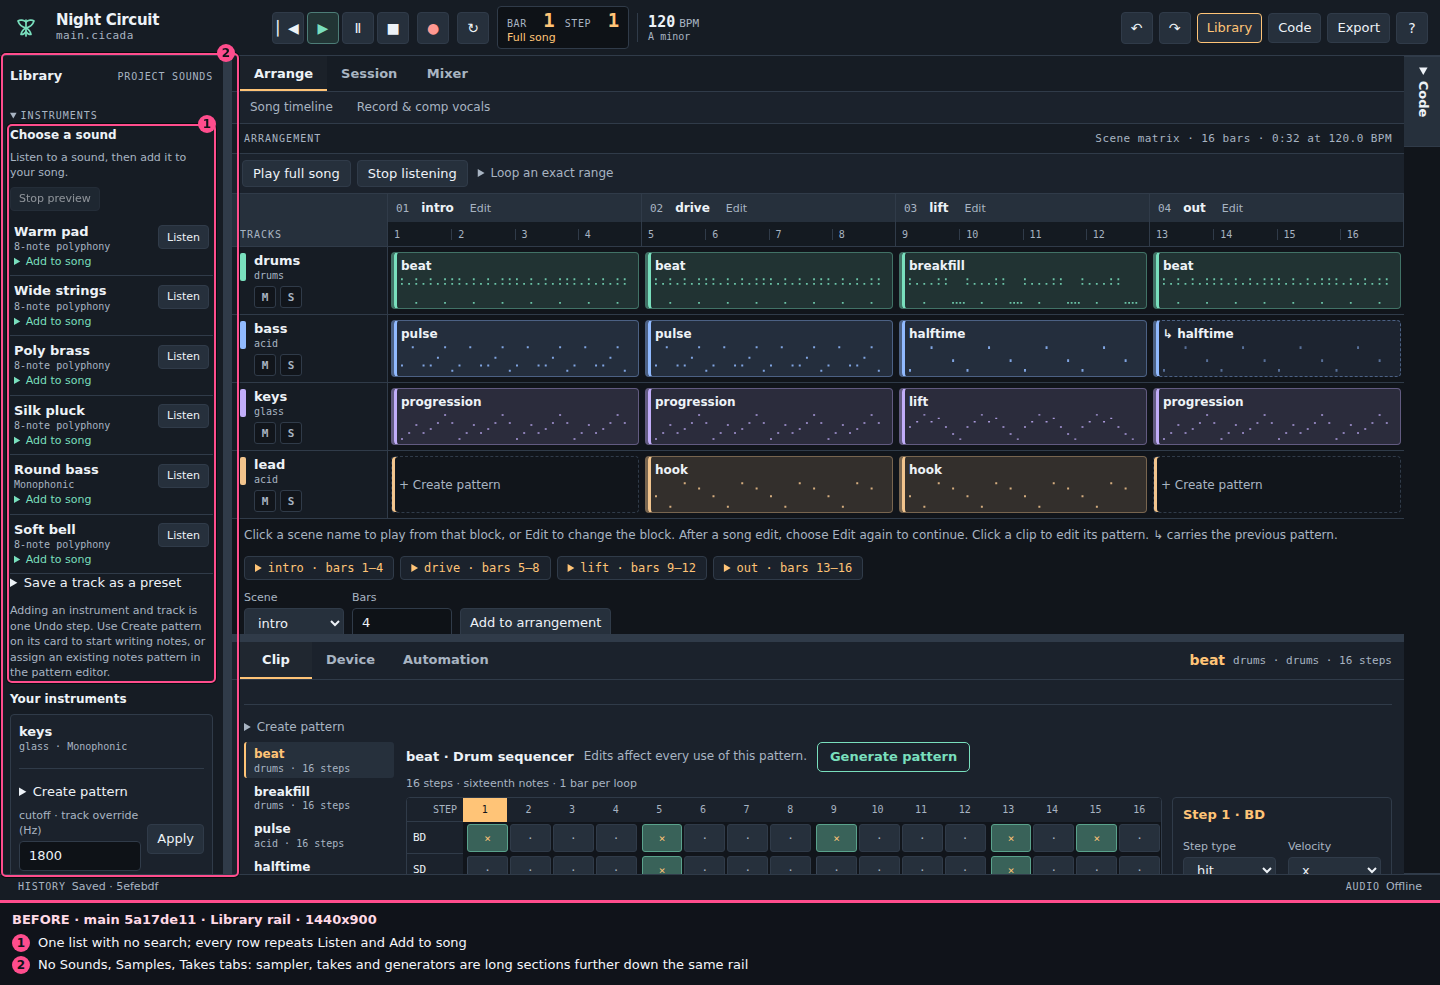 Night Circuit
main.cicada
BAR 1 STEP 1
Full song
120 BPM
A minor
Library
Code
Export
?
2
Library
PROJECT SOUNDS
▼ INSTRUMENTS
1
Choose a sound
Listen to a sound, then add it to
your song.
Stop preview
Warm pad
8-note polyphony
Listen
▶ Add to song
Wide strings
8-note polyphony
Listen
▶ Add to song
Poly brass
8-note polyphony
Listen
▶ Add to song
Silk pluck
8-note polyphony
Listen
▶ Add to song
Round bass
Monophonic
Listen
▶ Add to song
Soft bell
8-note polyphony
Listen
▶ Add to song
▶ Save a track as a preset
Adding an instrument and track is
one Undo step. Use Create pattern
on its card to start writing notes, or
assign an existing notes pattern in
the pattern editor.
Your instruments
keys
glass · Monophonic
▶ Create pattern
cutoff · track override
(Hz)
1800
Apply
Arrange Session Mixer
Song timeline Record & comp vocals
ARRANGEMENT
Scene matrix · 16 bars · 0:32 at 120.0 BPM
Play full song Stop listening ▶ Loop an exact range
01 intro Edit 02 drive Edit 03 lift Edit 04 out Edit
TRACKS 1 2 3 4 5 6 7 8 9 10 11 12 13 14 15 16
drums
drums
M S
beat beat breakfill beat
bass
acid
M S
pulse pulse halftime ↳ halftime
keys
glass
M S
progression progression lift progression
lead
acid
M S
+ Create pattern hook hook + Create pattern
Click a scene name to play from that block, or Edit to change the block. After a song edit, choose Edit again to continue. Click a clip to edit its pattern. ↳ carries the previous pattern.
▶ intro · bars 1–4 ▶ drive · bars 5–8 ▶ lift · bars 9–12 ▶ out · bars 13–16
Scene Bars
intro 4 Add to arrangement
◀ Code
Clip Device Automation
beat drums · drums · 16 steps
▶ Create pattern
beat
drums · 16 steps
breakfill
drums · 16 steps
pulse
acid · 16 steps
halftime
beat · Drum sequencer Edits affect every use of this pattern. Generate pattern
16 steps · sixteenth notes · 1 bar per loop
STEP 1 2 3 4 5 6 7 8 9 10 11 12 13 14 15 16
BD × · · · × · · · × · · · × · × ·
SD · · · · × · · · · · · · × · · ·
Step 1 · BD
Step type Velocity
hit x
HISTORY Saved · 5efebdf
AUDIO Offline
BEFORE · main 5a17de11 · Library rail · 1440x900
1 One list with no search; every row repeats Listen and Add to song
2 No Sounds, Samples, Takes tabs: sampler, takes and generators are long sections further down the same rail